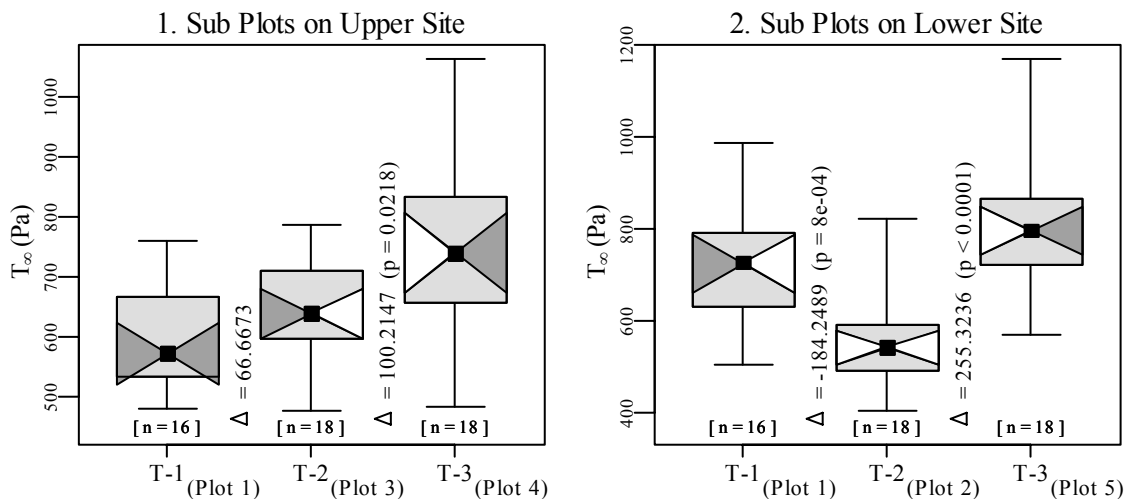 1. Sub Plots on Upper Site
T∞ (Pa)
1000
900
800
700
600
500
Δ = 66.6673
Δ = 100.2147 (p = 0.0218)
[ n = 16 ]
[ n = 18 ]
[ n = 18 ]
T-1 (Plot 1)
T-2 (Plot 3)
T-3 (Plot 4)
2. Sub Plots on Lower Site
T∞ (Pa)
1200
1000
800
600
400
Δ = -184.2489 (p = 8e-04)
Δ = 255.3236 (p < 0.0001)
[ n = 16 ]
[ n = 18 ]
[ n = 18 ]
T-1 (Plot 1)
T-2 (Plot 2)
T-3 (Plot 5)